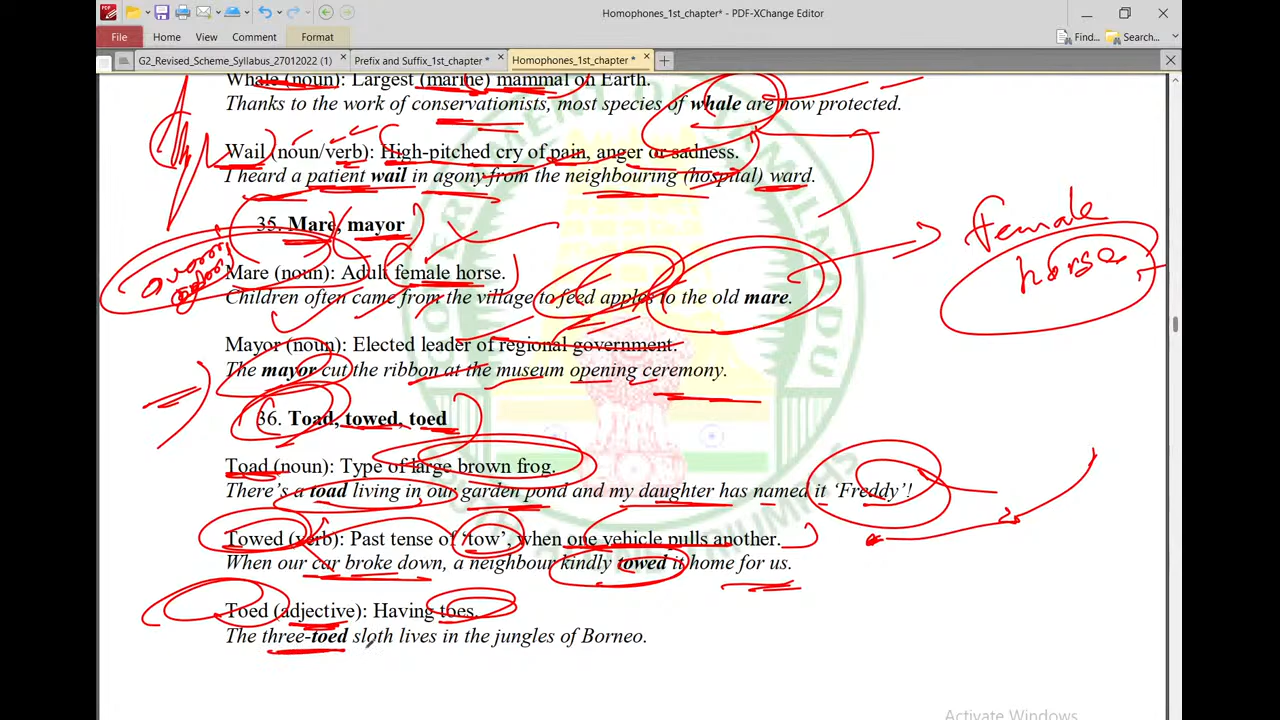 Homophones_1st_chapter* - PDF-XChange Editor
File Home View Comment Format Find... Search...
G2_Revised_Scheme_Syllabus_27012022 (1) Prefix and Suffix_1st_chapter * Homophones_1st_chapter *
Whale (noun): Largest (marine) mammal on Earth.
Thanks to the work of conservationists, most species of whale are now protected.
Wail (noun/verb): High-pitched cry of pain, anger or sadness.
I heard a patient wail in agony from the neighbouring (hospital) ward.
35. Mare, mayor
Mare (noun): Adult female horse.
Children often came from the village to feed apples to the old mare.
Female
horse
Mayor (noun): Elected leader of regional government.
The mayor cut the ribbon at the museum opening ceremony.
36. Toad, towed, toed
Toad (noun): Type of large brown frog.
There’s a toad living in our garden pond and my daughter has named it ‘Freddy’!
Towed (verb): Past tense of ‘tow’, when one vehicle pulls another.
When our car broke down, a neighbour kindly towed it home for us.
Toed (adjective): Having toes.
The three-toed sloth lives in the jungles of Borneo.
Activate Windows